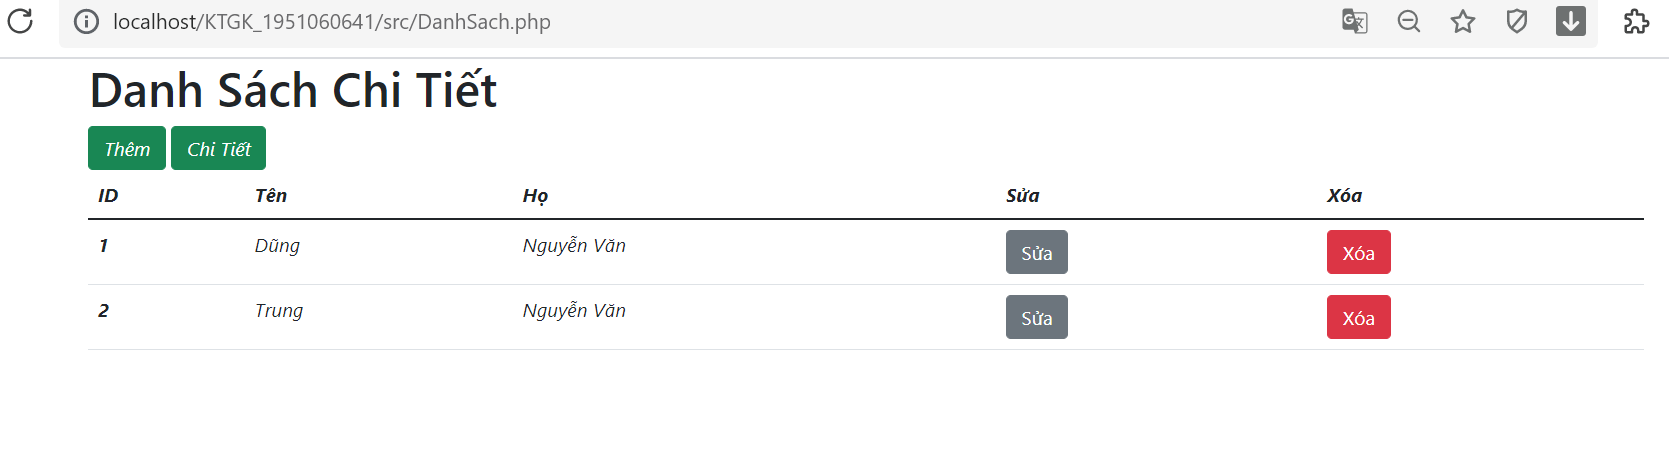 localhost/KTGK_1951060641/src/DanhSach.php
Danh Sách Chi Tiết
Thêm Chi Tiết
ID Tên Họ Sửa Xóa
1 Dũng Nguyễn Văn Sửa Xóa
2 Trung Nguyễn Văn Sửa Xóa